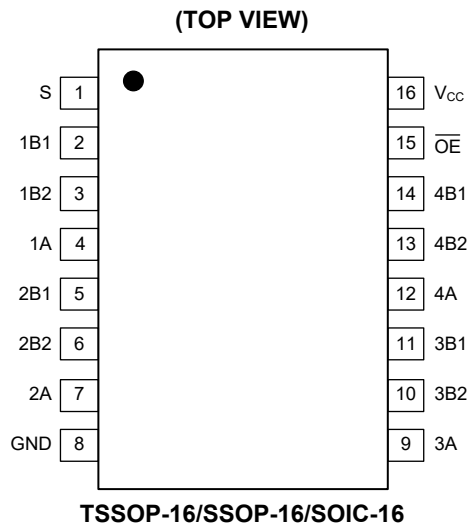 (TOP VIEW)
S 1 16 VCC
1B1 2 15 OE
1B2 3 14 4B1
1A 4 13 4B2
2B1 5 12 4A
2B2 6 11 3B1
2A 7 10 3B2
GND 8 9 3A
TSSOP-16/SSOP-16/SOIC-16